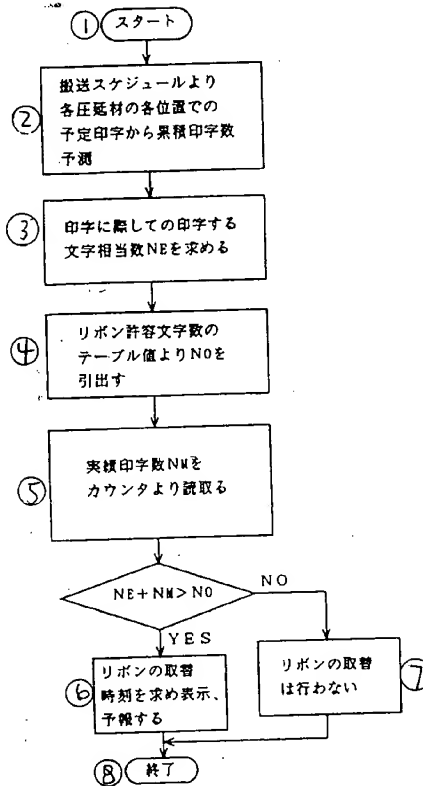 ① スタート
搬送スケジュールより
各圧延材の各位置での
② 予定印字から累積印字数
予測
③ 印字に際しての印字する
文字相当数NEを求める
リボン許容文字数の
④ テーブル値よりNOを
引出す
実績印字数NMを
⑤ カウンタより読取る
NE+NM>NO
NO
YES
リボンの取替
⑥ 時刻を求め表示、
予報する
リボンの取替 ⑦
は行わない
⑧ 終了